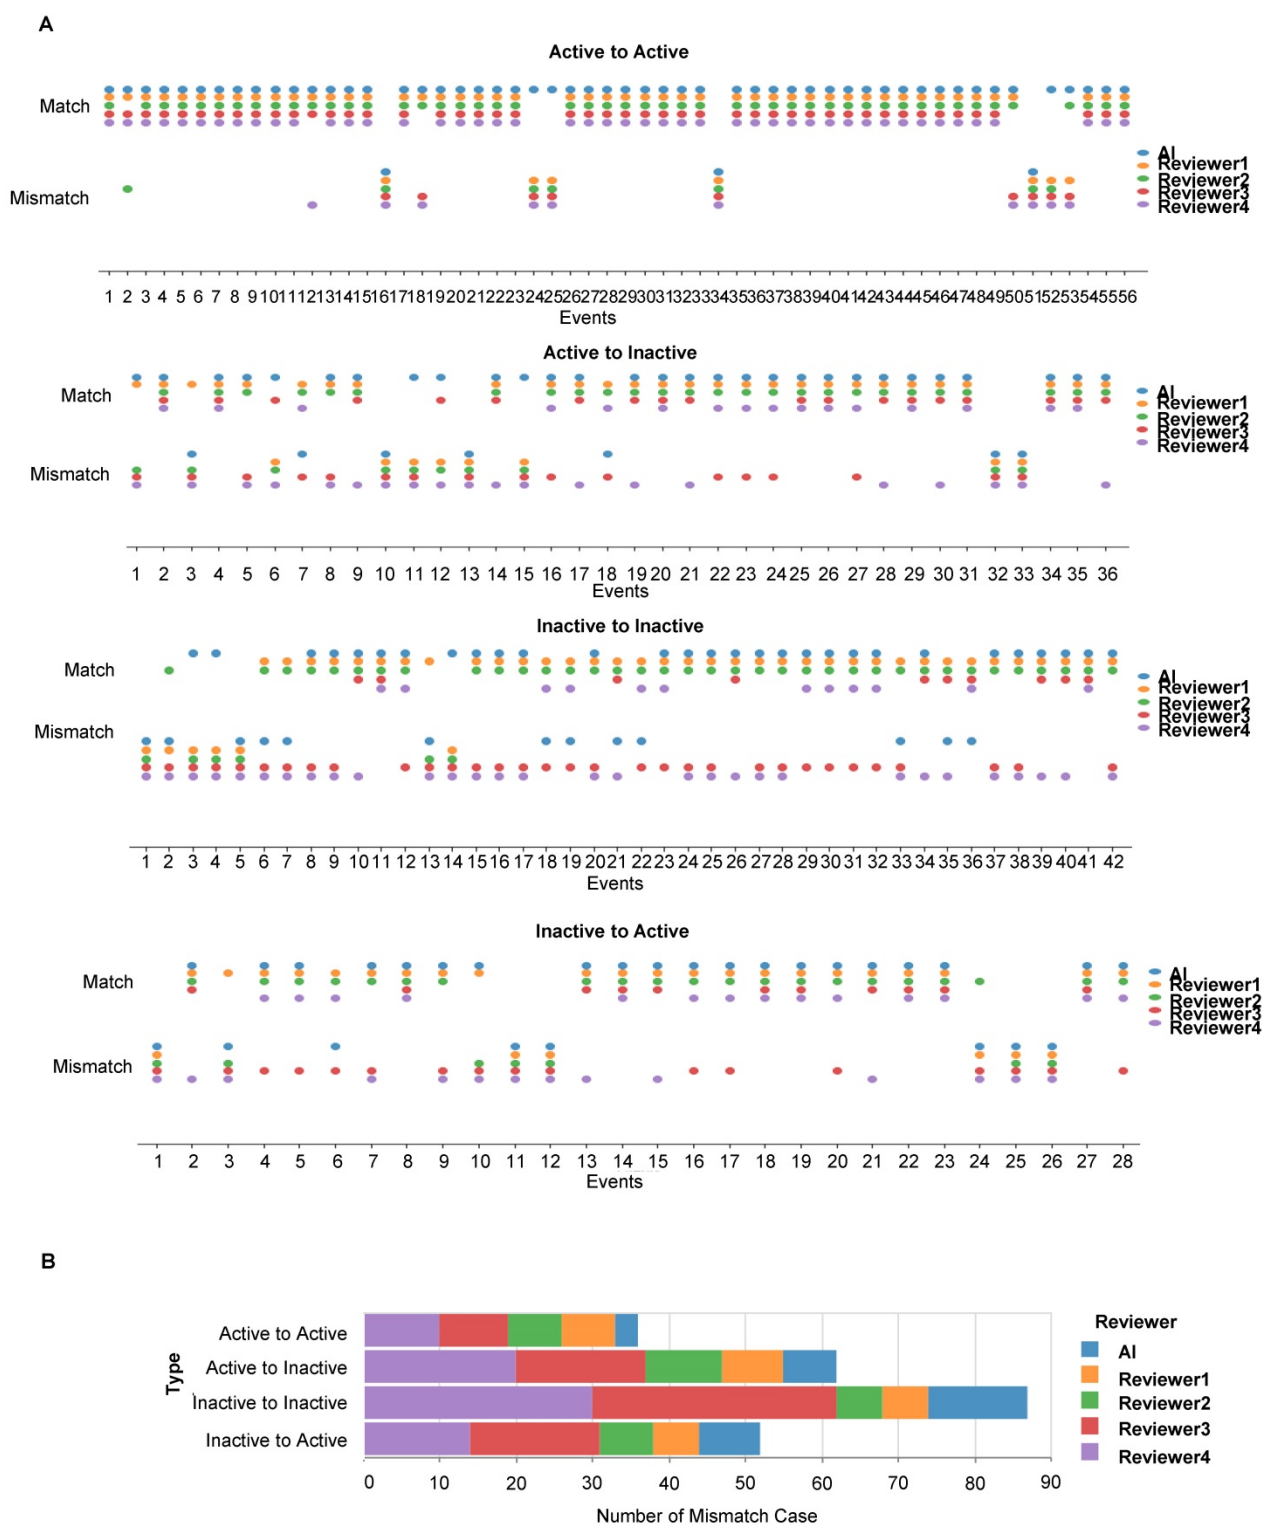 A
Active to Active
Match
Mismatch
AI
Reviewer1
Reviewer2
Reviewer3
Reviewer4
1 2 3 4 5 6 7 8 9 10 11 12 13 14 15 16 17 18 19 20 21 22 23 24 25 26 27 28 29 30 31 32 33 34 35 36 37 38 39 40 41 42 43 44 45 46 47 48 49 50 51 52 53 54 55 56
Events
Active to Inactive
Match
Mismatch
AI
Reviewer1
Reviewer2
Reviewer3
Reviewer4
1 2 3 4 5 6 7 8 9 10 11 12 13 14 15 16 17 18 19 20 21 22 23 24 25 26 27 28 29 30 31 32 33 34 35 36
Events
Inactive to Inactive
Match
Mismatch
AI
Reviewer1
Reviewer2
Reviewer3
Reviewer4
1 2 3 4 5 6 7 8 9 10 11 12 13 14 15 16 17 18 19 20 21 22 23 24 25 26 27 28 29 30 31 32 33 34 35 36 37 38 39 40 41 42
Events
Inactive to Active
Match
Mismatch
AI
Reviewer1
Reviewer2
Reviewer3
Reviewer4
1 2 3 4 5 6 7 8 9 10 11 12 13 14 15 16 17 18 19 20 21 22 23 24 25 26 27 28
Events
B
Type
Active to Active
Active to Inactive
Inactive to Inactive
Inactive to Active
0 10 20 30 40 50 60 70 80 90
Number of Mismatch Case
Reviewer
AI
Reviewer1
Reviewer2
Reviewer3
Reviewer4